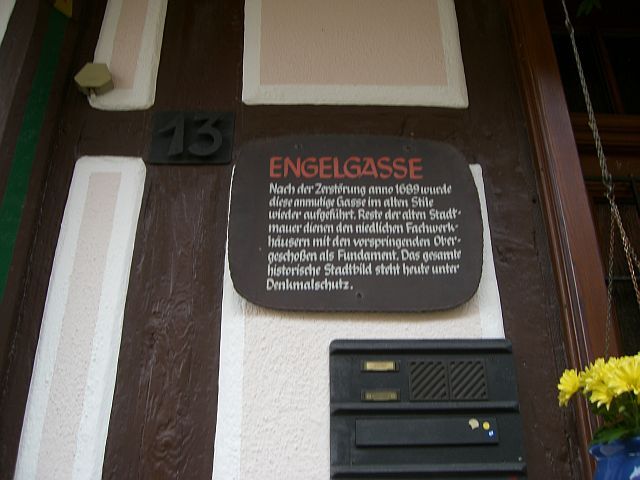 13
ENGELGASSE
Nach der Zerstörung anno 1689 wurde
diese anmutige Gasse im alten Stile
wieder aufgeführt. Reste der alten Stadt-
mauer dienen den niedlichen Fachwerk-
häusern mit den vorspringenden Ober-
geschoßen als Fundament. Das gesamte
historische Stadtbild steht heute unter
Denkmalschutz.